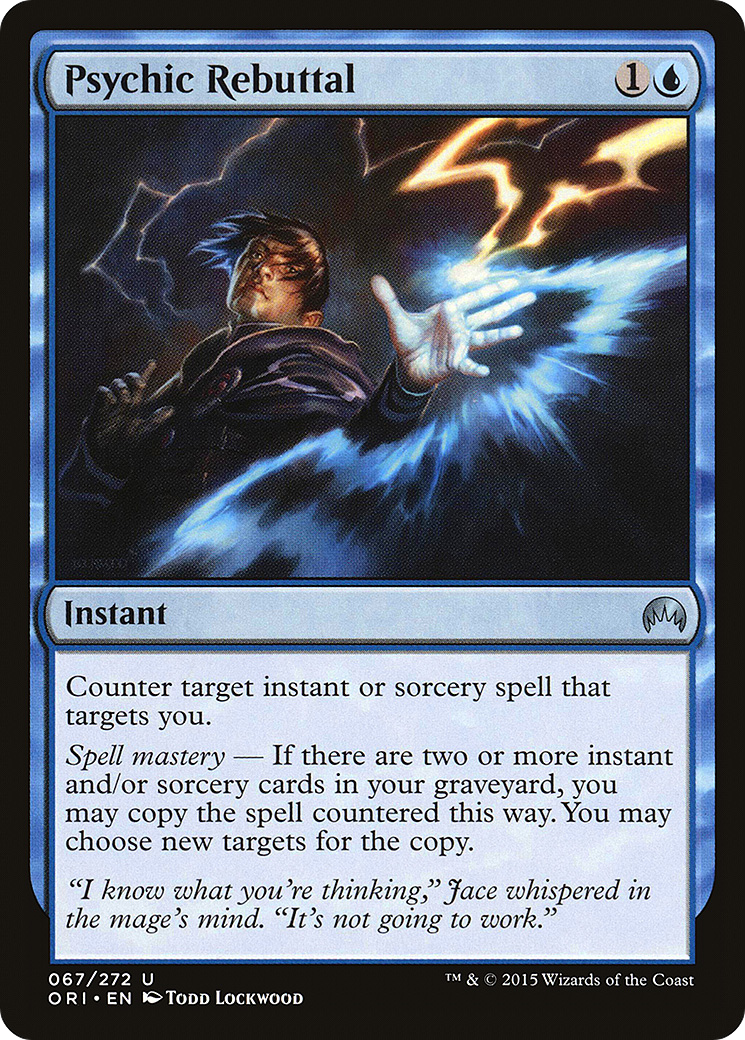 Psychic Rebuttal 1
Instant
Counter target instant or sorcery spell that
targets you.
Spell mastery — If there are two or more instant
and/or sorcery cards in your graveyard, you
may copy the spell countered this way. You may
choose new targets for the copy.
“I know what you’re thinking,” Jace whispered in
the mage’s mind. “It’s not going to work.”
067/272 U
ORI • EN Todd Lockwood
™ & © 2015 Wizards of the Coast